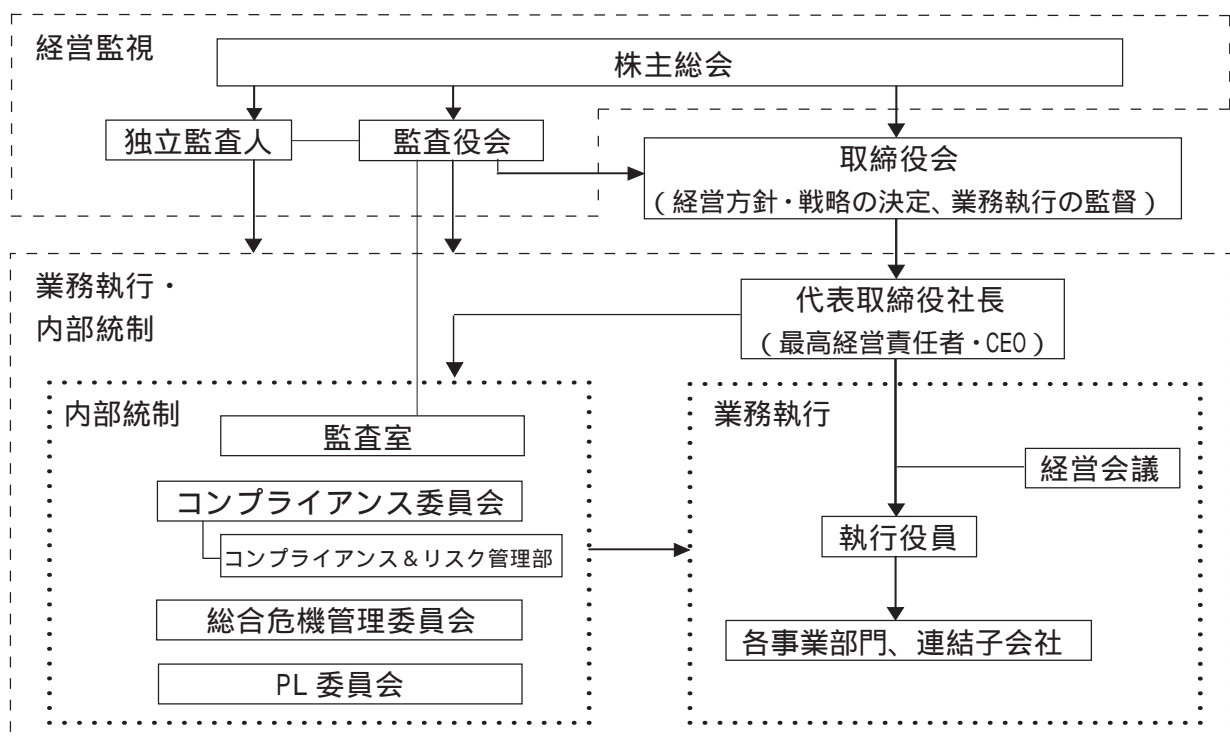 経営監視
株主総会
独立監査人
監査役会
取締役会
(経営方針・戦略の決定、業務執行の監督)
業務執行・
内部統制
代表取締役社長
(最高経営責任者・CEO)
内部統制
監査室
コンプライアンス委員会
コンプライアンス&リスク管理部
総合危機管理委員会
PL 委員会
業務執行
経営会議
執行役員
各事業部門、連結子会社